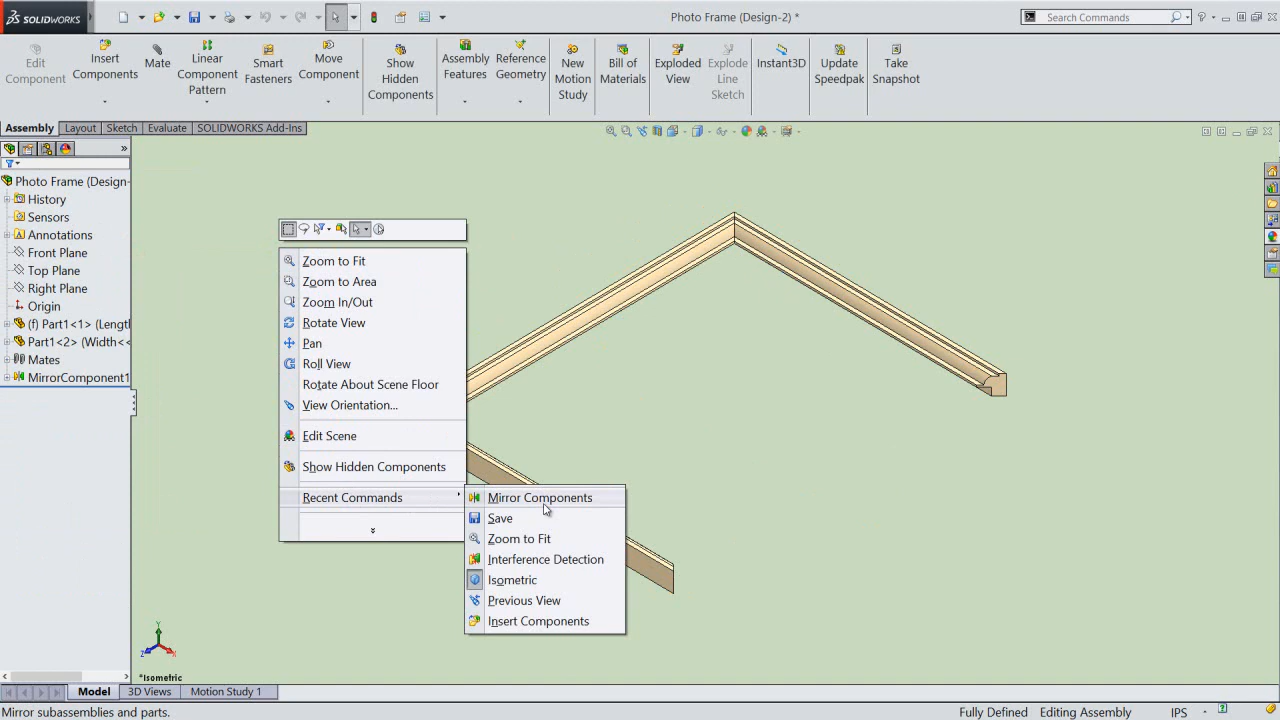 SOLIDWORKS
Photo Frame (Design-2) *
Search Commands
Edit Component
Insert Components
Mate
Linear Component Pattern
Smart Fasteners
Move Component
Show Hidden Components
Assembly Features
Reference Geometry
New Motion Study
Bill of Materials
Exploded View
Explode Line Sketch
Instant3D
Update Speedpak
Take Snapshot
Assembly
Layout
Sketch
Evaluate
SOLIDWORKS Add-Ins
Photo Frame (Design-
History
Sensors
Annotations
Front Plane
Top Plane
Right Plane
Origin
(f) Part1<1> (Length
Part1<2> (Width<<
Mates
MirrorComponent1
Zoom to Fit
Zoom to Area
Zoom In/Out
Rotate View
Pan
Roll View
Rotate About Scene Floor
View Orientation...
Edit Scene
Show Hidden Components
Recent Commands
Mirror Components
Save
Zoom to Fit
Interference Detection
Isometric
Previous View
Insert Components
Y
X
Z
*Isometric
Model
3D Views
Motion Study 1
Mirror subassemblies and parts.
Fully Defined
Editing Assembly
IPS